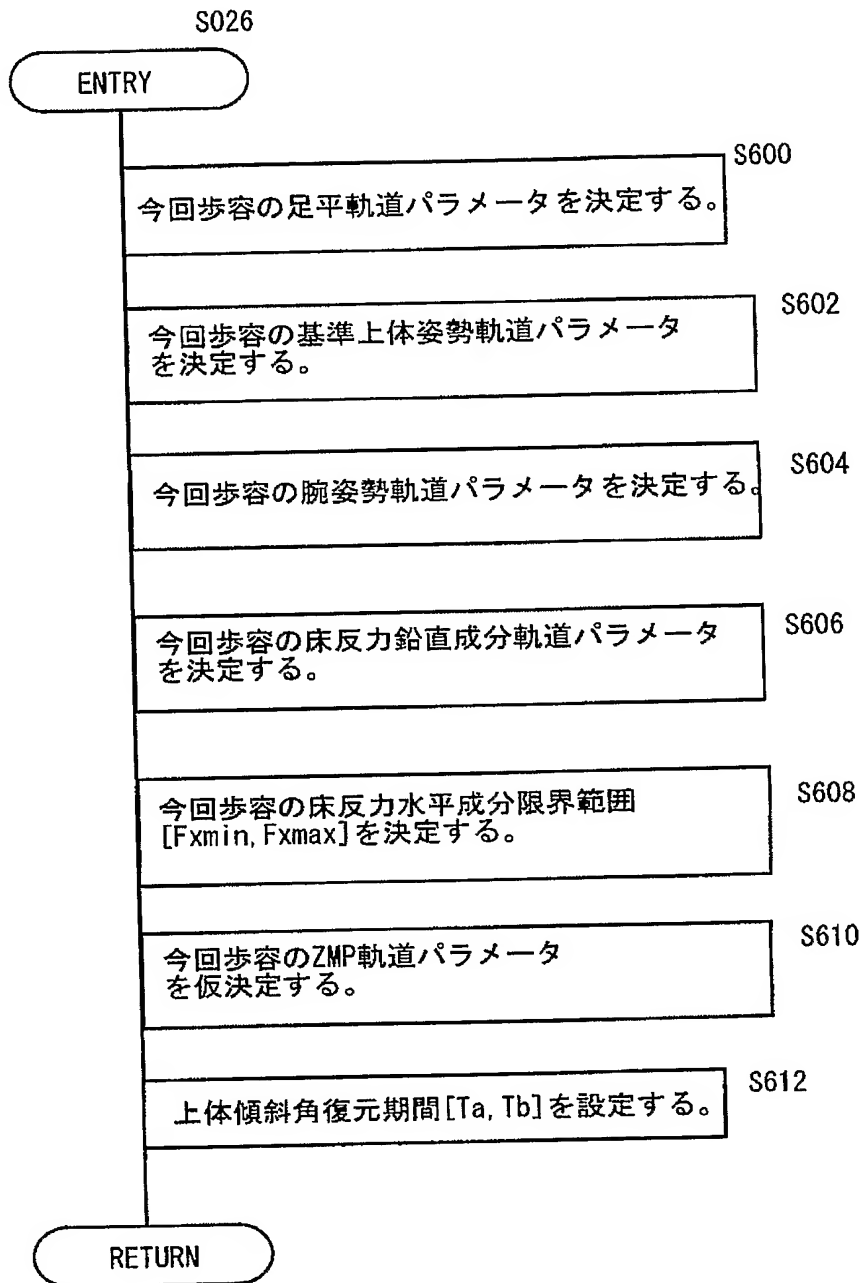 S026
ENTRY
S600
今回歩容の足平軌道パラメータを決定する。
S602
今回歩容の基準上体姿勢軌道パラメータ
を決定する。
S604
今回歩容の腕姿勢軌道パラメータを決定する。
S606
今回歩容の床反力鉛直成分軌道パラメータ
を決定する。
S608
今回歩容の床反力水平成分限界範囲
[Fxmin,Fxmax]を決定する。
S610
今回歩容のZMP軌道パラメータ
を仮決定する。
S612
上体傾斜角復元期間[Ta,Tb]を設定する。
RETURN